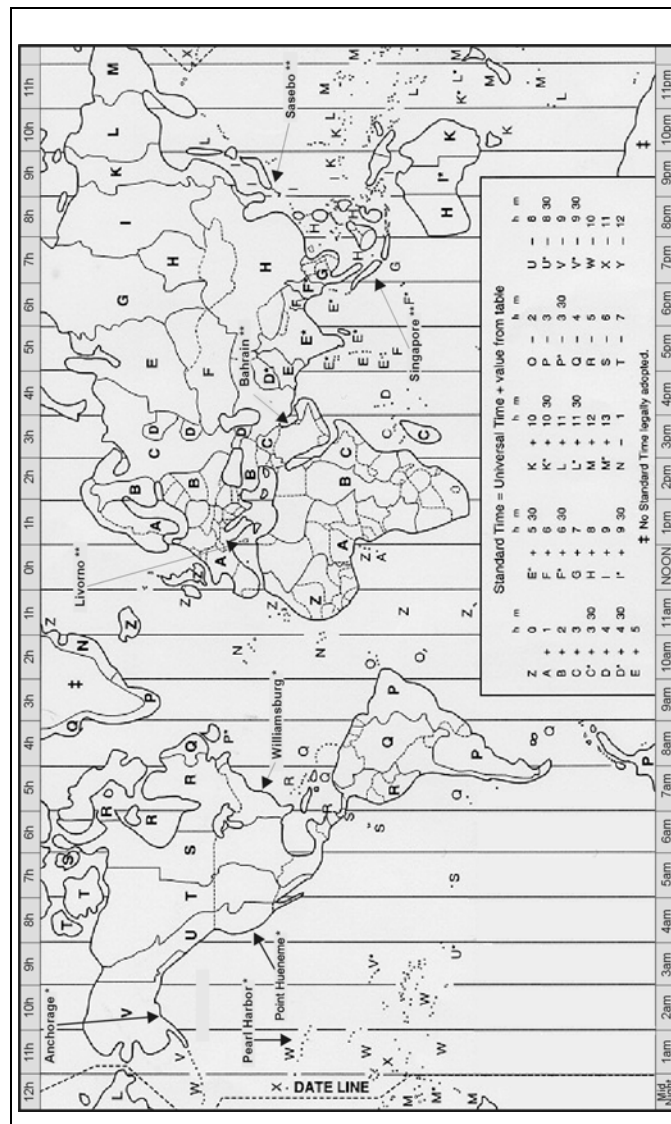 12h 11h 10h 9h 8h 7h 6h 5h 4h 3h 2h 1h 0h 1h 2h 3h 4h 5h 6h 7h 8h 9h 10h 11h
Anchorage *
Livorno **
L V T T S R Q ‡ P N Z Z A B C D E G I K L M X
V W U T S R R Q P* Z A B C D F H L
Bahrain **
Sasebo **
Williamsburg *
Point Hueneme *
Pearl Harbor *
Singapore **
X - DATE LINE
Mid Night 1am 2am 3am 4am 5am 6am 7am 8am 9am 10am 11am NOON 1pm 2pm 3pm 4pm 5pm 6pm 7pm 8pm 9pm 10pm 11pm
Standard Time = Universal Time + value from table
h m h m h m h m h m
Z 0 E* + 5 30 K + 10 O - 2 U - 8
A + 1 F + 6 K* + 10 30 P - 3 U* - 8 30
B + 2 F* + 6 30 L + 11 P* - 3 30 V - 9
C + 3 G + 7 L* + 11 30 Q - 4 V* - 9 30
C* + 3 30 H + 8 M + 12 R - 5 W - 10
D + 4 I + 9 M* + 13 S - 6 X - 11
D* + 4 30 I* + 9 30 N - 1 T - 7 Y - 12
E + 5
‡ No Standard Time legally adopted.